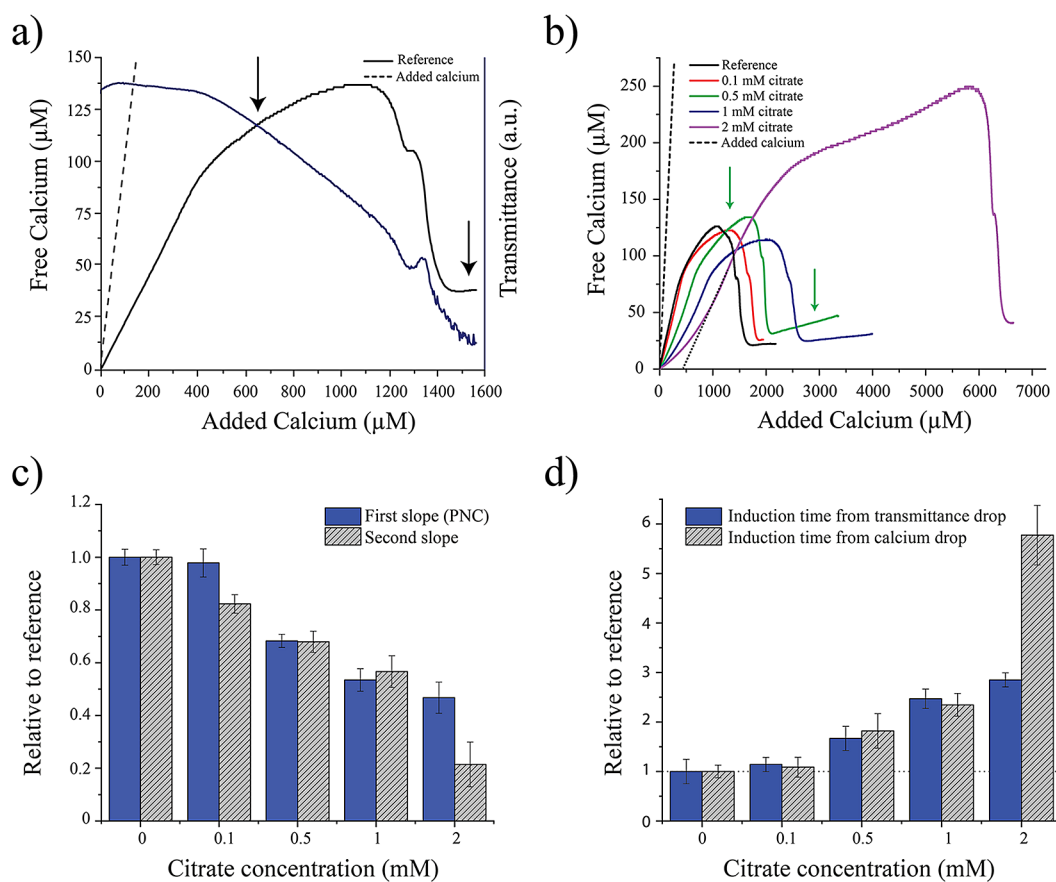 a)
150
125
100
75
50
25
0
0 200 400 600 800 1000 1200 1400 1600
Free Calcium (µM)
Added Calcium (µM)
Transmittance (a.u.)
Reference
Added calcium
b)
250
200
150
100
50
0
0 1000 2000 3000 4000 5000 6000 7000
Free Calcium (µM)
Added Calcium (µM)
Reference
0.1 mM citrate
0.5 mM citrate
1 mM citrate
2 mM citrate
Added calcium
c)
1.2
1.0
0.8
0.6
0.4
0.2
0
0 0.1 0.5 1 2
Relative to reference
Citrate concentration (mM)
First slope (PNC)
Second slope
d)
6
5
4
3
2
1
0
0 0.1 0.5 1 2
Relative to reference
Citrate concentration (mM)
Induction time from transmittance drop
Induction time from calcium drop